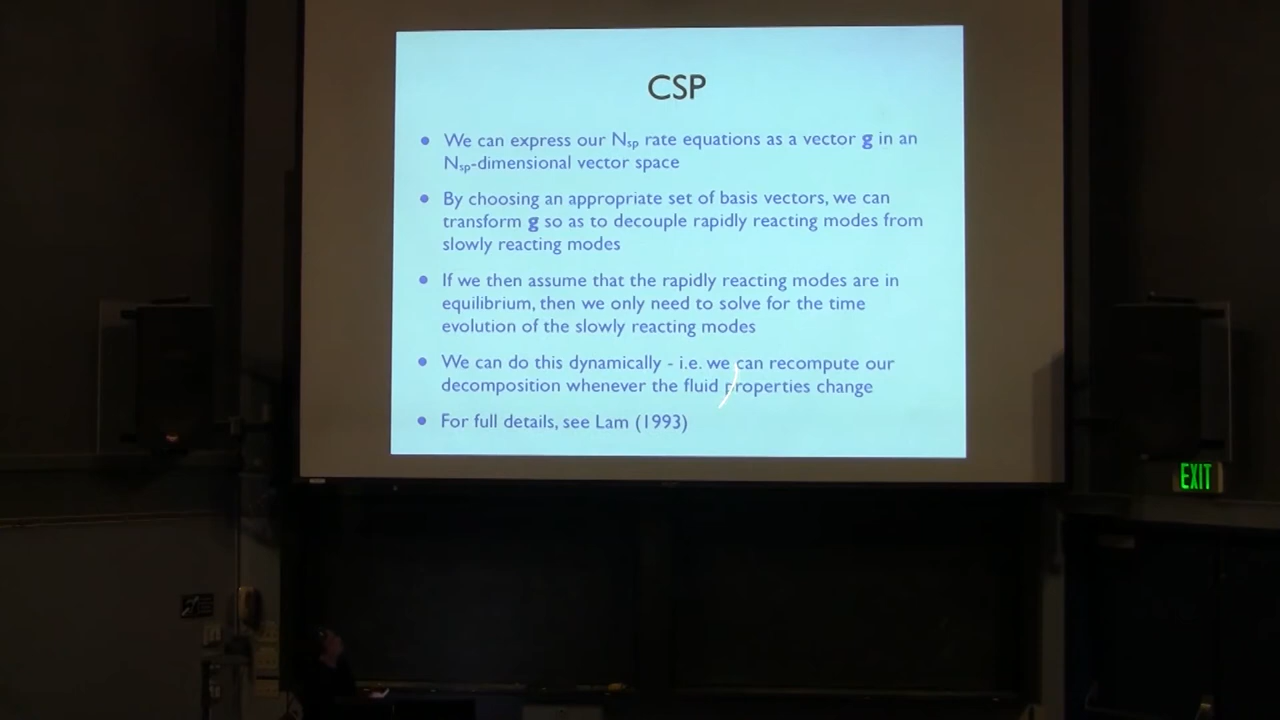 CSP
• We can express our Nsp rate equations as a vector g in an
Nsp-dimensional vector space
• By choosing an appropriate set of basis vectors, we can
transform g so as to decouple rapidly reacting modes from
slowly reacting modes
• If we then assume that the rapidly reacting modes are in
equilibrium, then we only need to solve for the time
evolution of the slowly reacting modes
• We can do this dynamically - i.e. we can recompute our
decomposition whenever the fluid properties change
• For full details, see Lam (1993)
EXIT